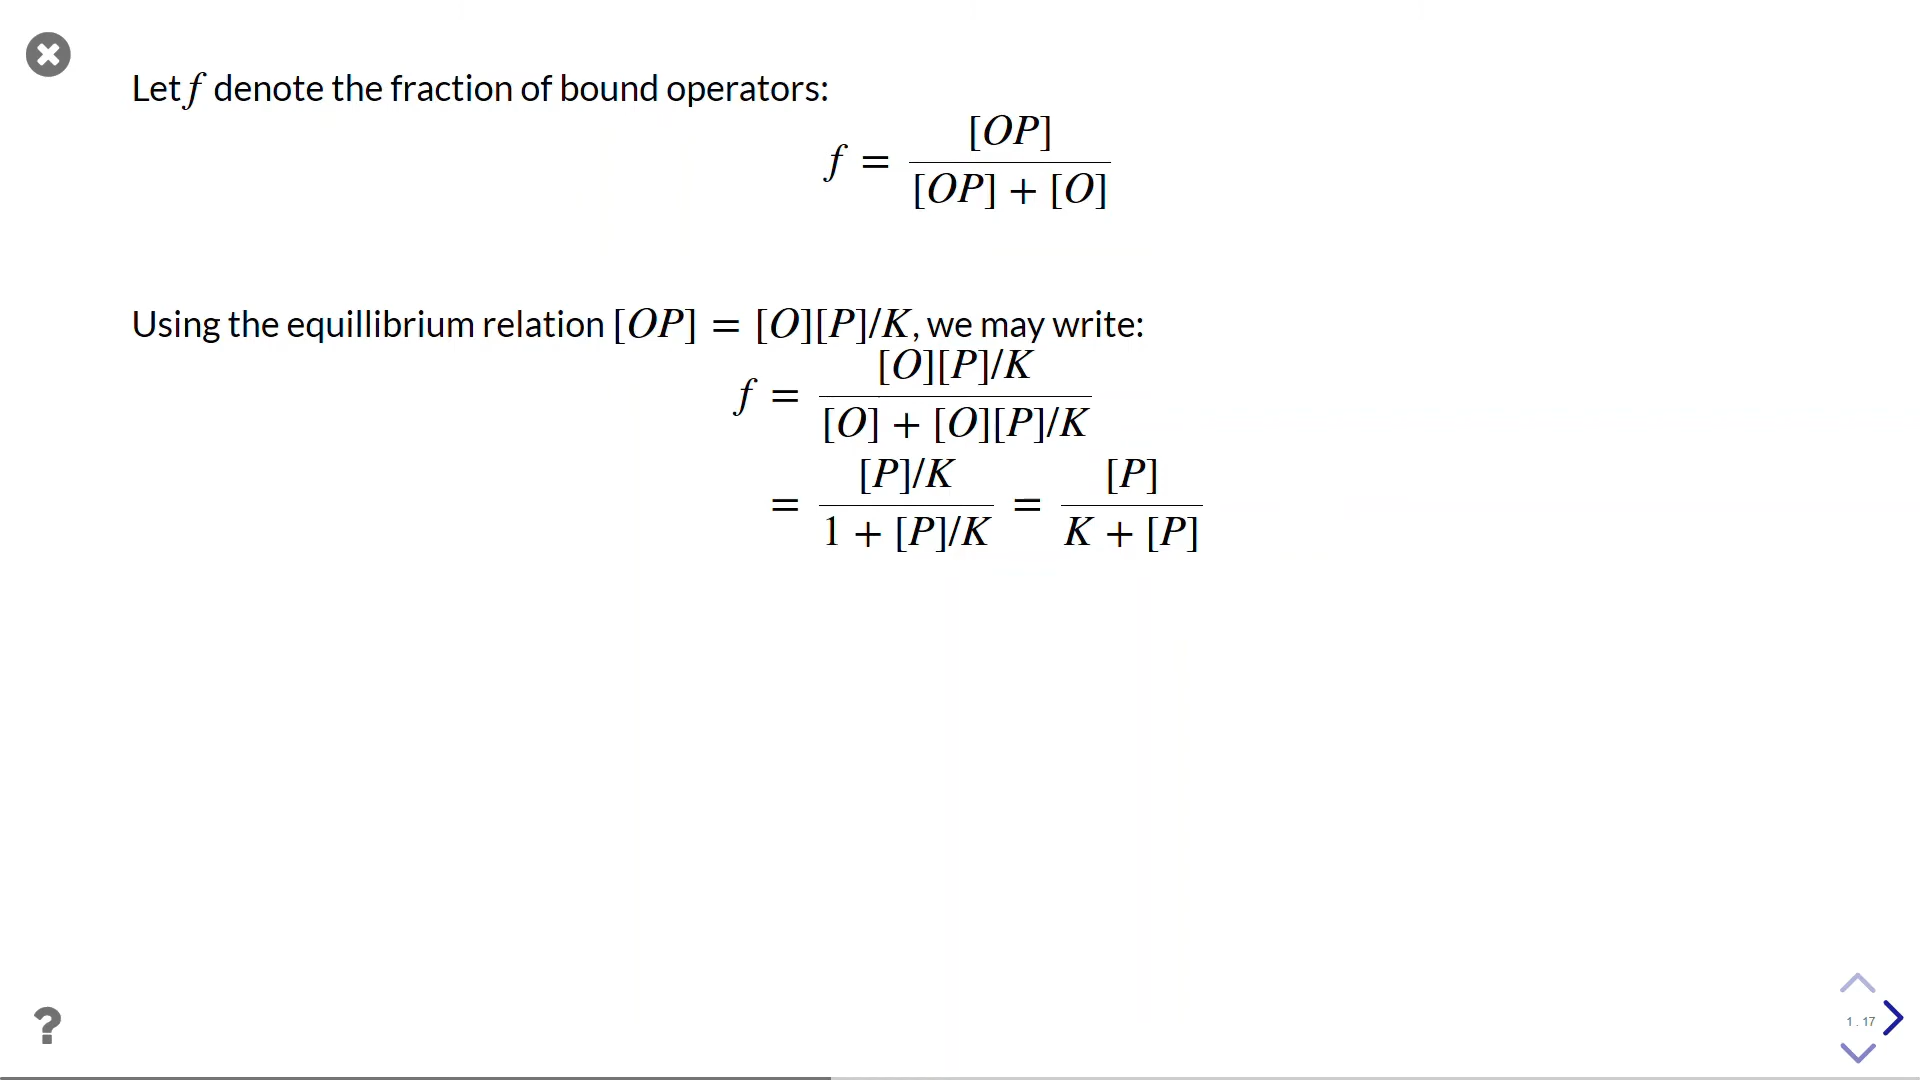 Let f denote the fraction of bound operators:
f = [OP] / [OP] + [O]
Using the equillibrium relation [OP] = [O][P]/K, we may write:
f = [O][P]/K / [O] + [O][P]/K
= [P]/K / 1 + [P]/K = [P] / K + [P]
?
1 . 17